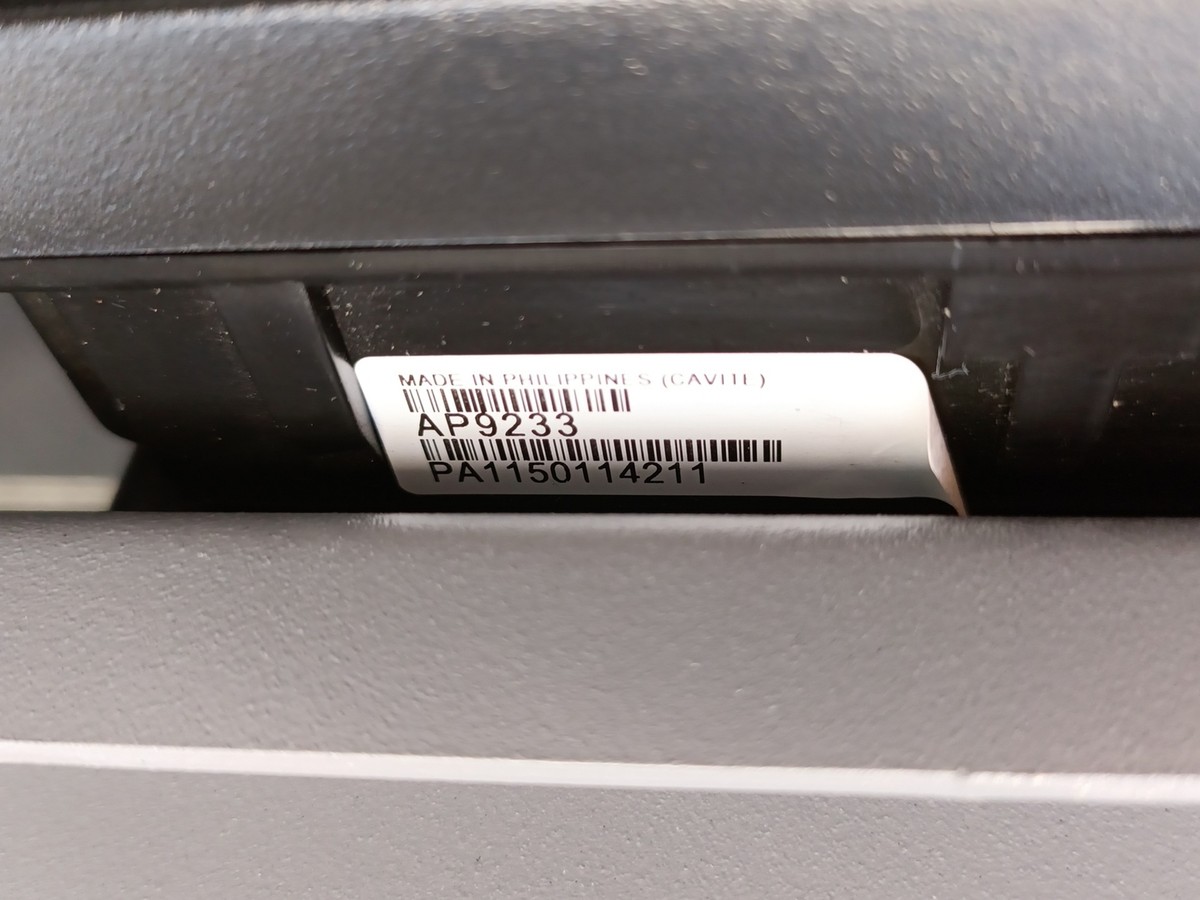 MADE IN PHILIPPINES (CAVITE)
AP9233
PA1150114211